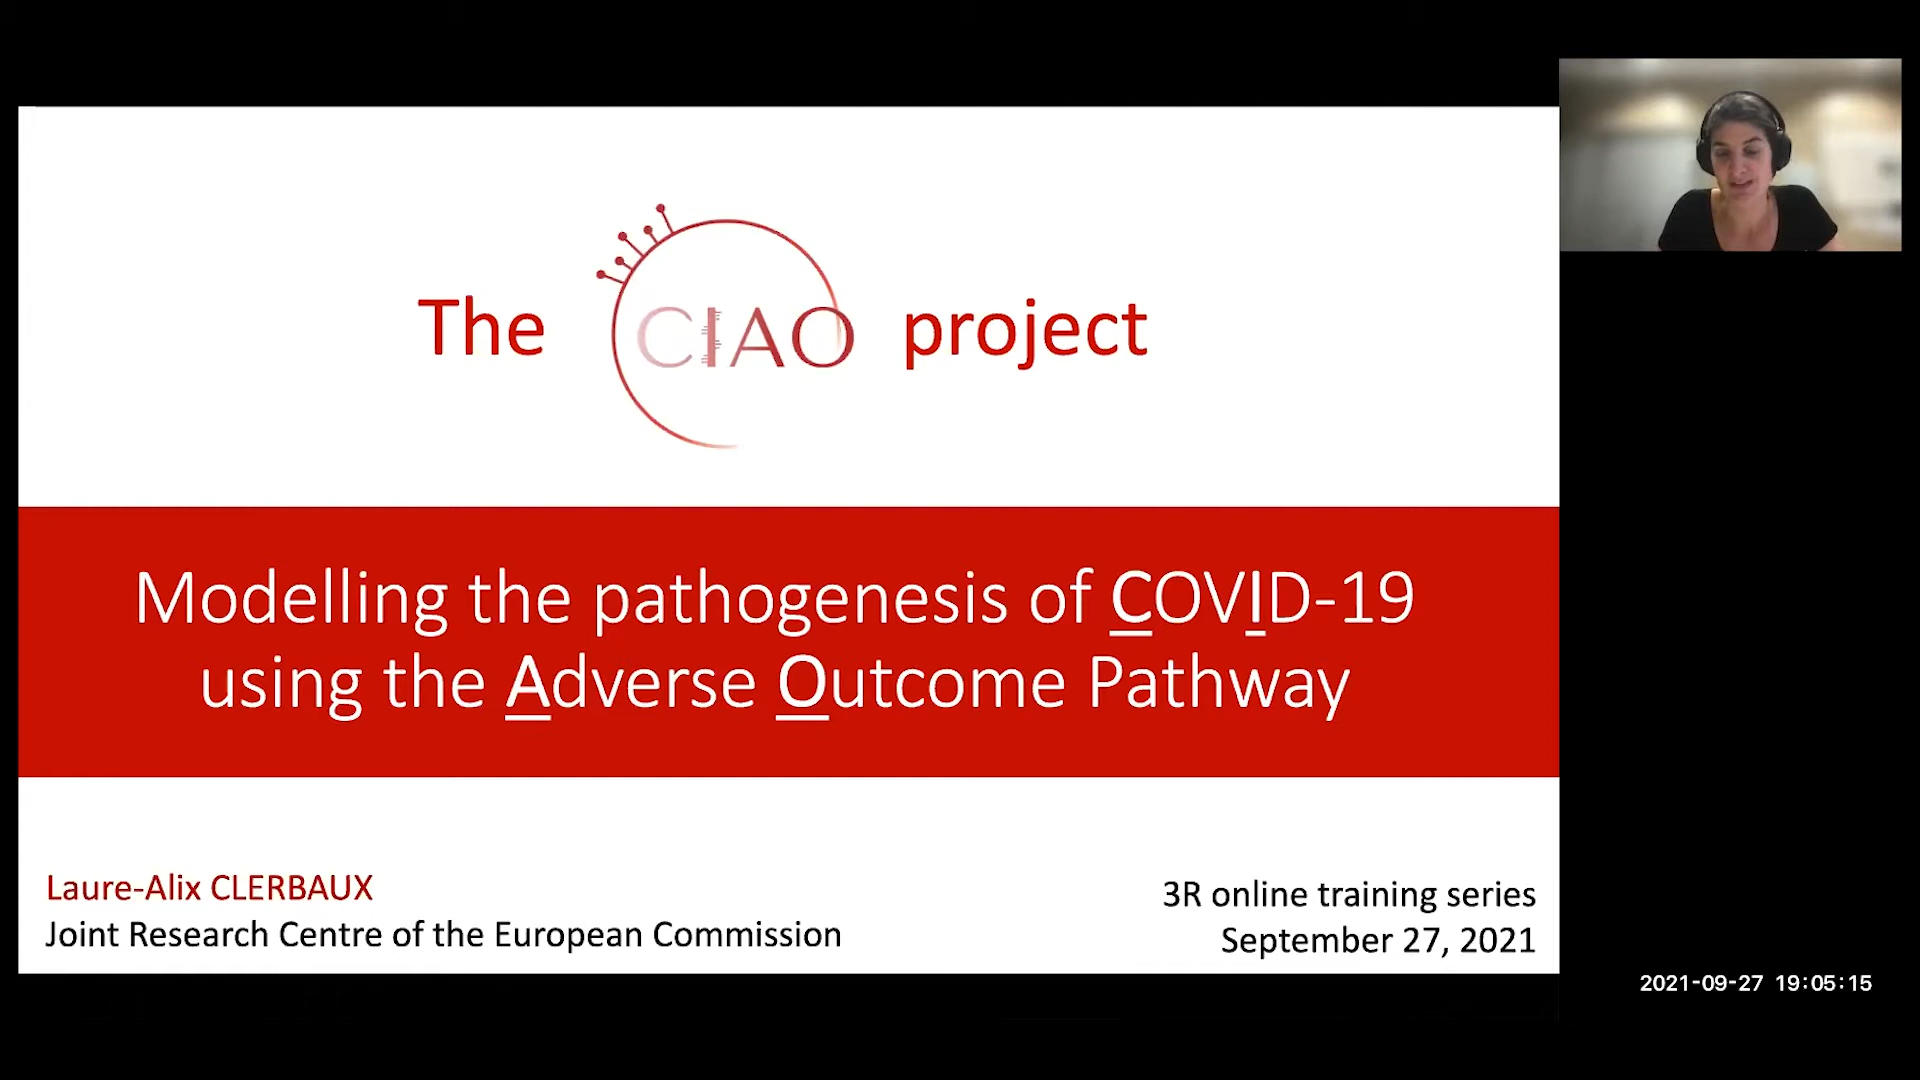 The CIAO project
Modelling the pathogenesis of COVID-19
using the Adverse Outcome Pathway
Laure-Alix CLERBAUX
Joint Research Centre of the European Commission
3R online training series
September 27, 2021
2021-09-27 19:05:15